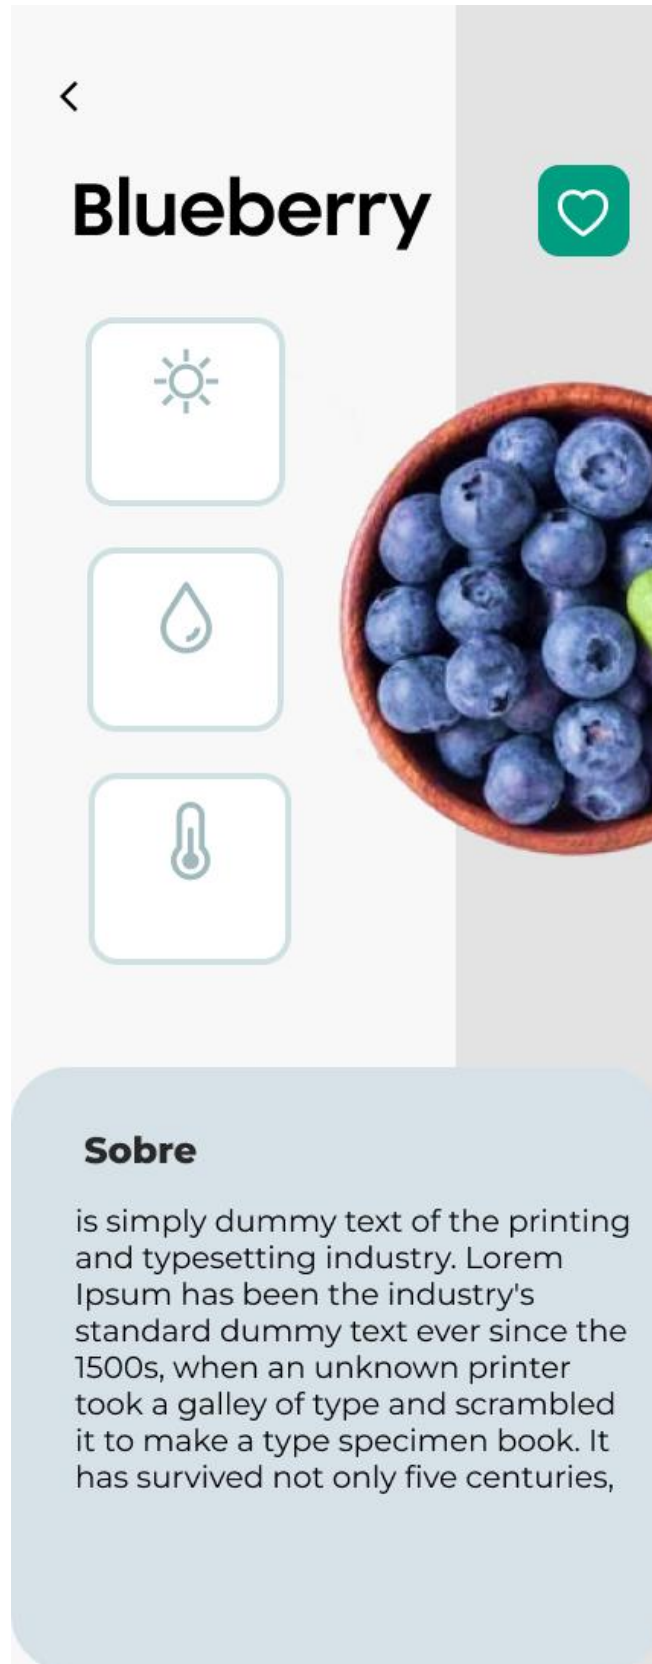 Blueberry
Sobre
is simply dummy text of the printing
and typesetting industry. Lorem
Ipsum has been the industry's
standard dummy text ever since the
1500s, when an unknown printer
took a galley of type and scrambled
it to make a type specimen book. It
has survived not only five centuries,